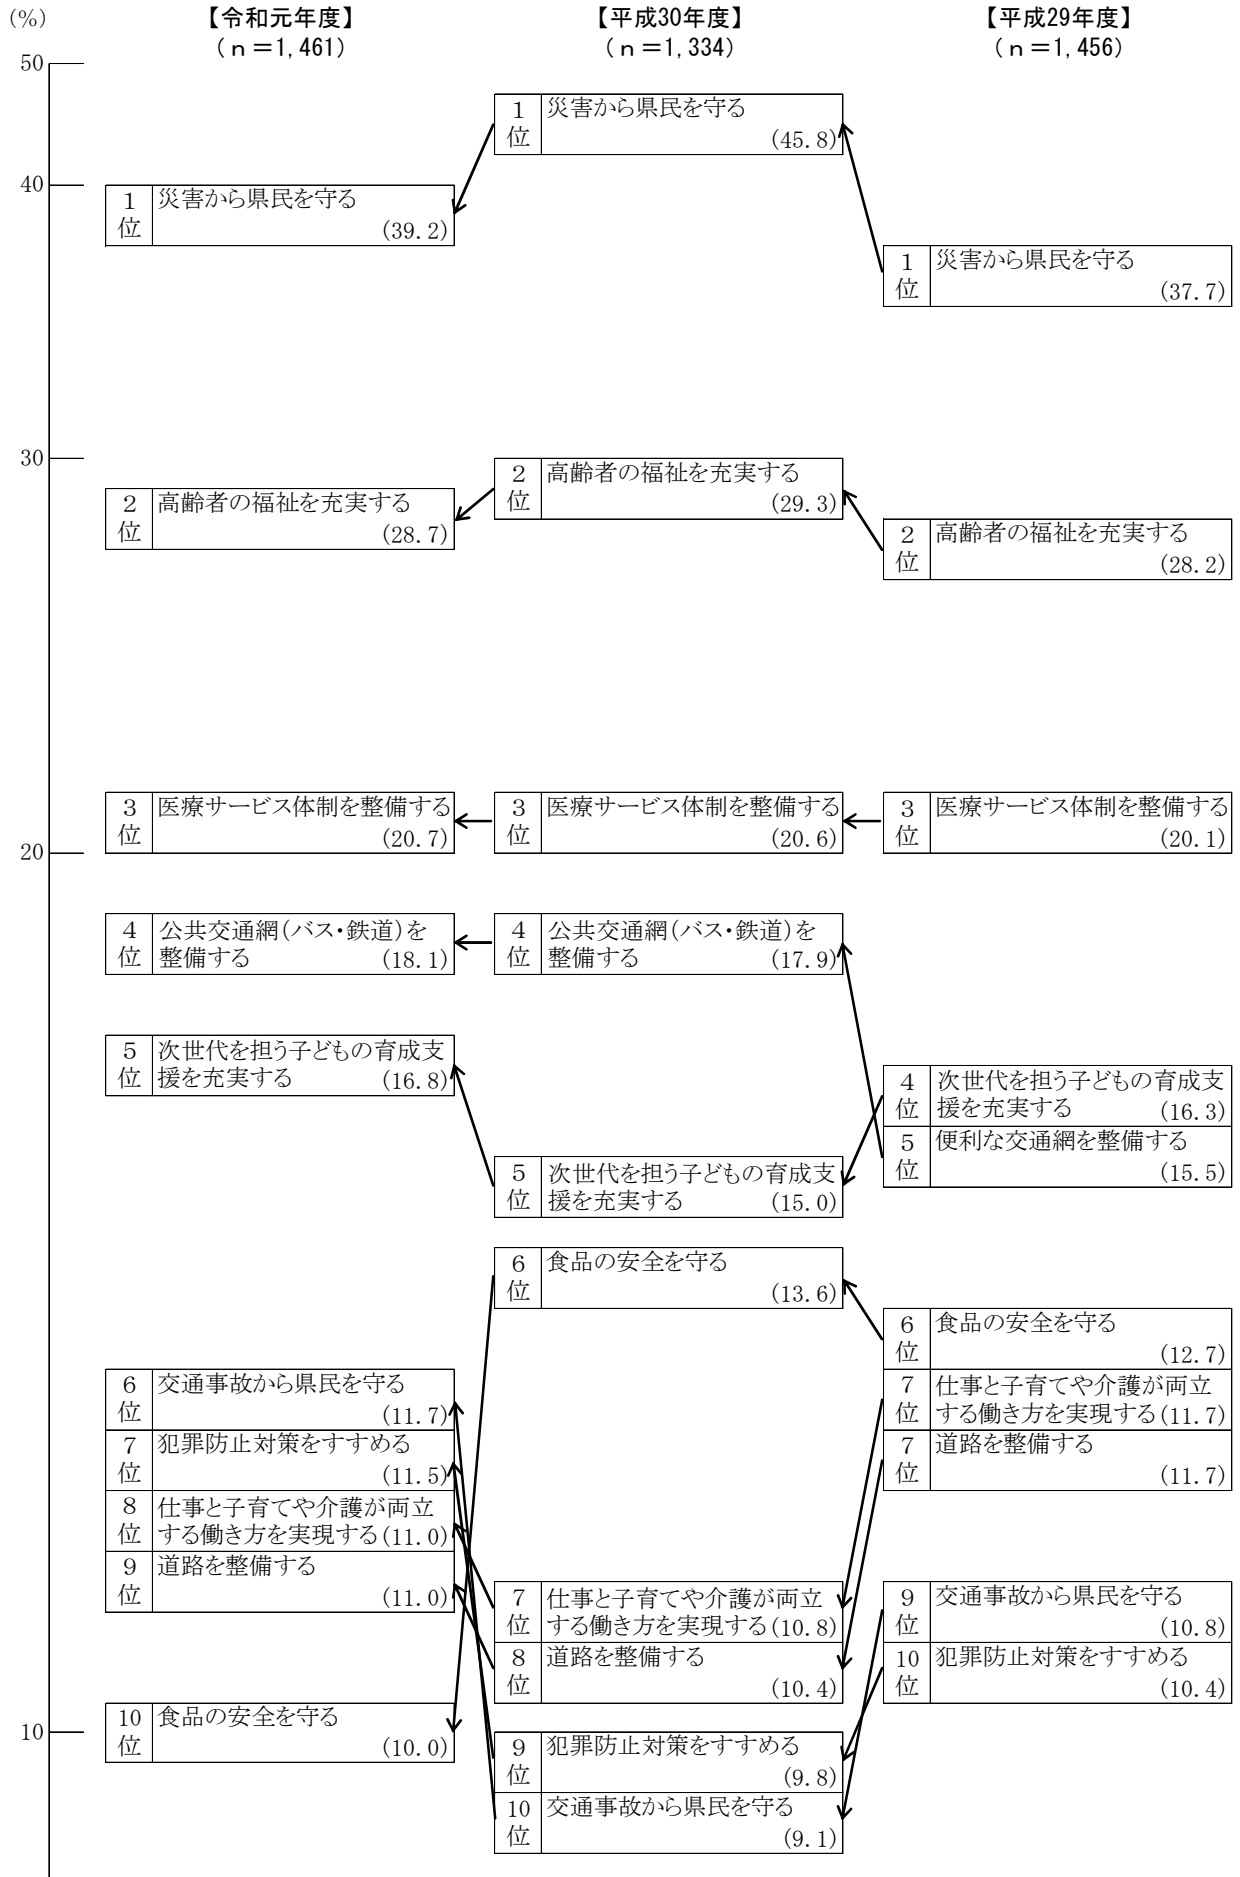 (%)
【令和元年度】
(n=1,461)
【平成30年度】
(n=1,334)
【平成29年度】
(n=1,456)
50
40
30
20
10
1位
災害から県民を守る
(39.2)
2位
高齢者の福祉を充実する
(28.7)
3位
医療サービス体制を整備する
(20.7)
4位
公共交通網(バス・鉄道)を
整備する (18.1)
5位
次世代を担う子どもの育成支
援を充実する (16.8)
6位
交通事故から県民を守る
(11.7)
7位
犯罪防止対策をすすめる
(11.5)
8位
仕事と子育てや介護が両立
する働き方を実現する(11.0)
9位
道路を整備する
(11.0)
10位
食品の安全を守る
(10.0)
1位
災害から県民を守る
(45.8)
2位
高齢者の福祉を充実する
(29.3)
3位
医療サービス体制を整備する
(20.6)
4位
公共交通網(バス・鉄道)を
整備する (17.9)
5位
次世代を担う子どもの育成支
援を充実する (15.0)
6位
食品の安全を守る
(13.6)
7位
仕事と子育てや介護が両立
する働き方を実現する(10.8)
8位
道路を整備する
(10.4)
9位
犯罪防止対策をすすめる
(9.8)
10位
交通事故から県民を守る
(9.1)
1位
災害から県民を守る
(37.7)
2位
高齢者の福祉を充実する
(28.2)
3位
医療サービス体制を整備する
(20.1)
4位
次世代を担う子どもの育成支
援を充実する (16.3)
5位
便利な交通網を整備する
(15.5)
6位
食品の安全を守る
(12.7)
7位
仕事と子育てや介護が両立
する働き方を実現する(11.7)
7位
道路を整備する
(11.7)
9位
交通事故から県民を守る
(10.8)
10位
犯罪防止対策をすすめる
(10.4)